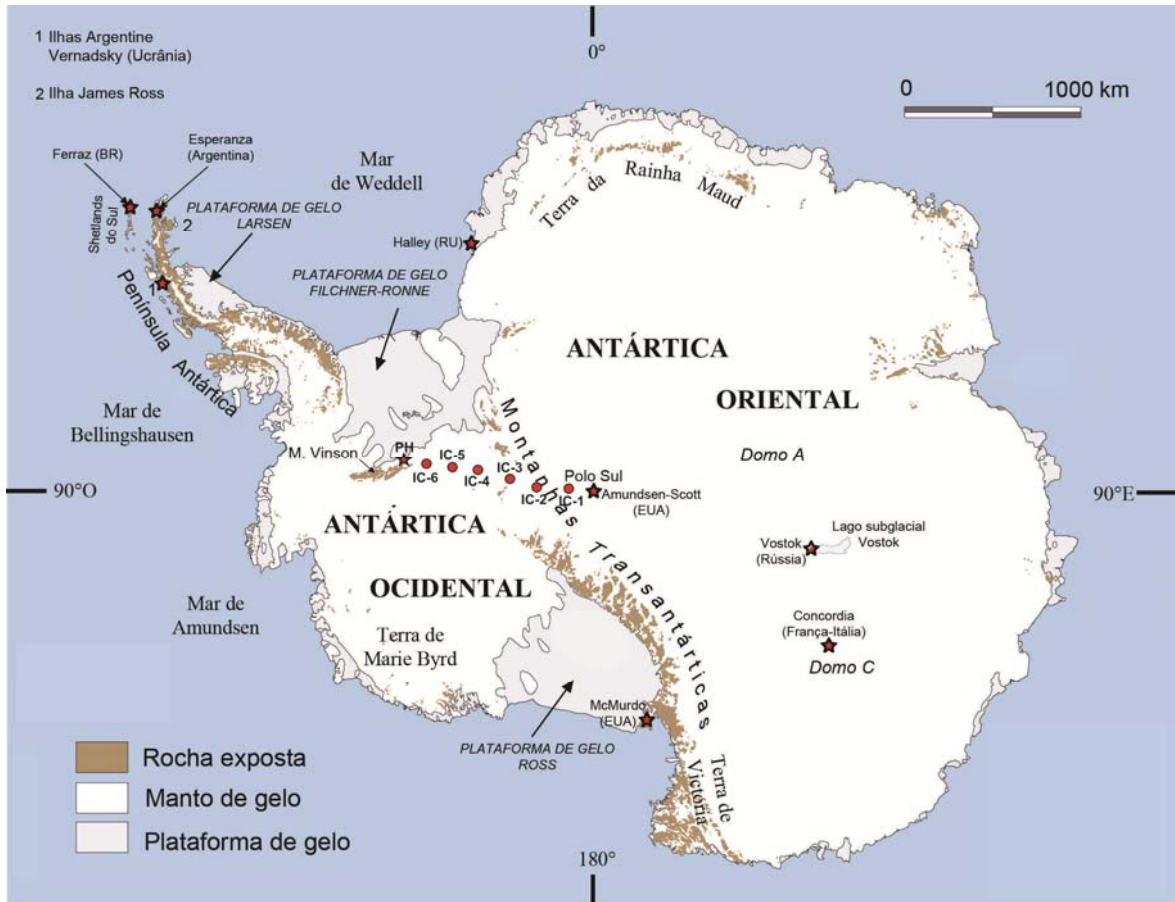 1 Ilhas Argentine
Vernadsky (Ucrânia)
2 Ilha James Ross
0°
0 1000 km
Ferraz (BR)
Esperanza
(Argentina)
Mar
de Weddell
Terra da Rainha Maud
Shetlands
do Sul
2
PLATAFORMA DE GELO
LARSEN
Halley (RU)
PLATAFORMA DE GELO
FILCHNER-RONNE
1
Península Antártica
ANTÁRTICA
ORIENTAL
Mar de
Bellingshausen
M. Vinson
PH
IC-6
IC-5
IC-4
IC-3
IC-2
IC-1
Montanhas Transantárticas
Polo Sul
Amundsen-Scott
(EUA)
Domo A
90°O
90°E
ANTÁRTICA
OCIDENTAL
Vostok
(Rússia)
Lago subglacial
Vostok
Mar de
Amundsen
Terra de
Marie Byrd
Concordia
(França-Itália)
Domo C
McMurdo
(EUA)
PLATAFORMA DE GELO
ROSS
Terra de
Victória
Rocha exposta
Manto de gelo
Plataforma de gelo
180°